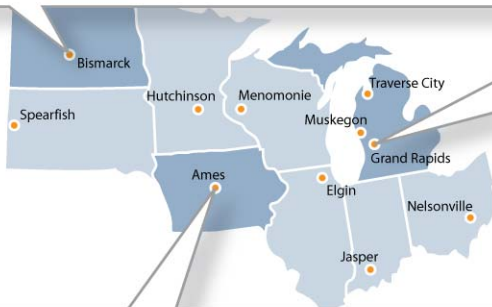 Bismarck
Traverse City
Hutchinson
Menomonie
Spearfish
Muskegon
Grand Rapids
Ames
Elgin
Nelsonville
Jasper